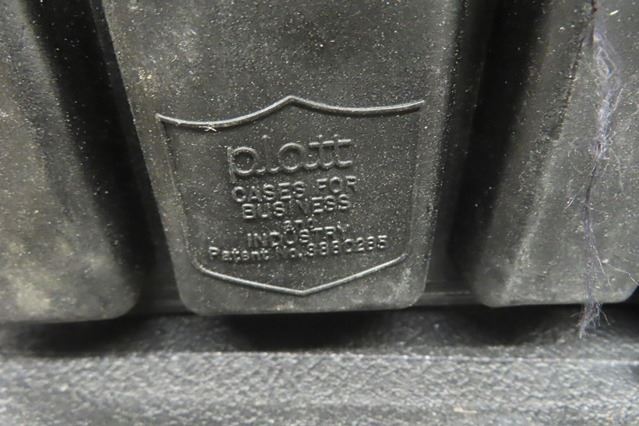 platt
CASES FOR
BUSINESS
INDUSTRY
Patent No.